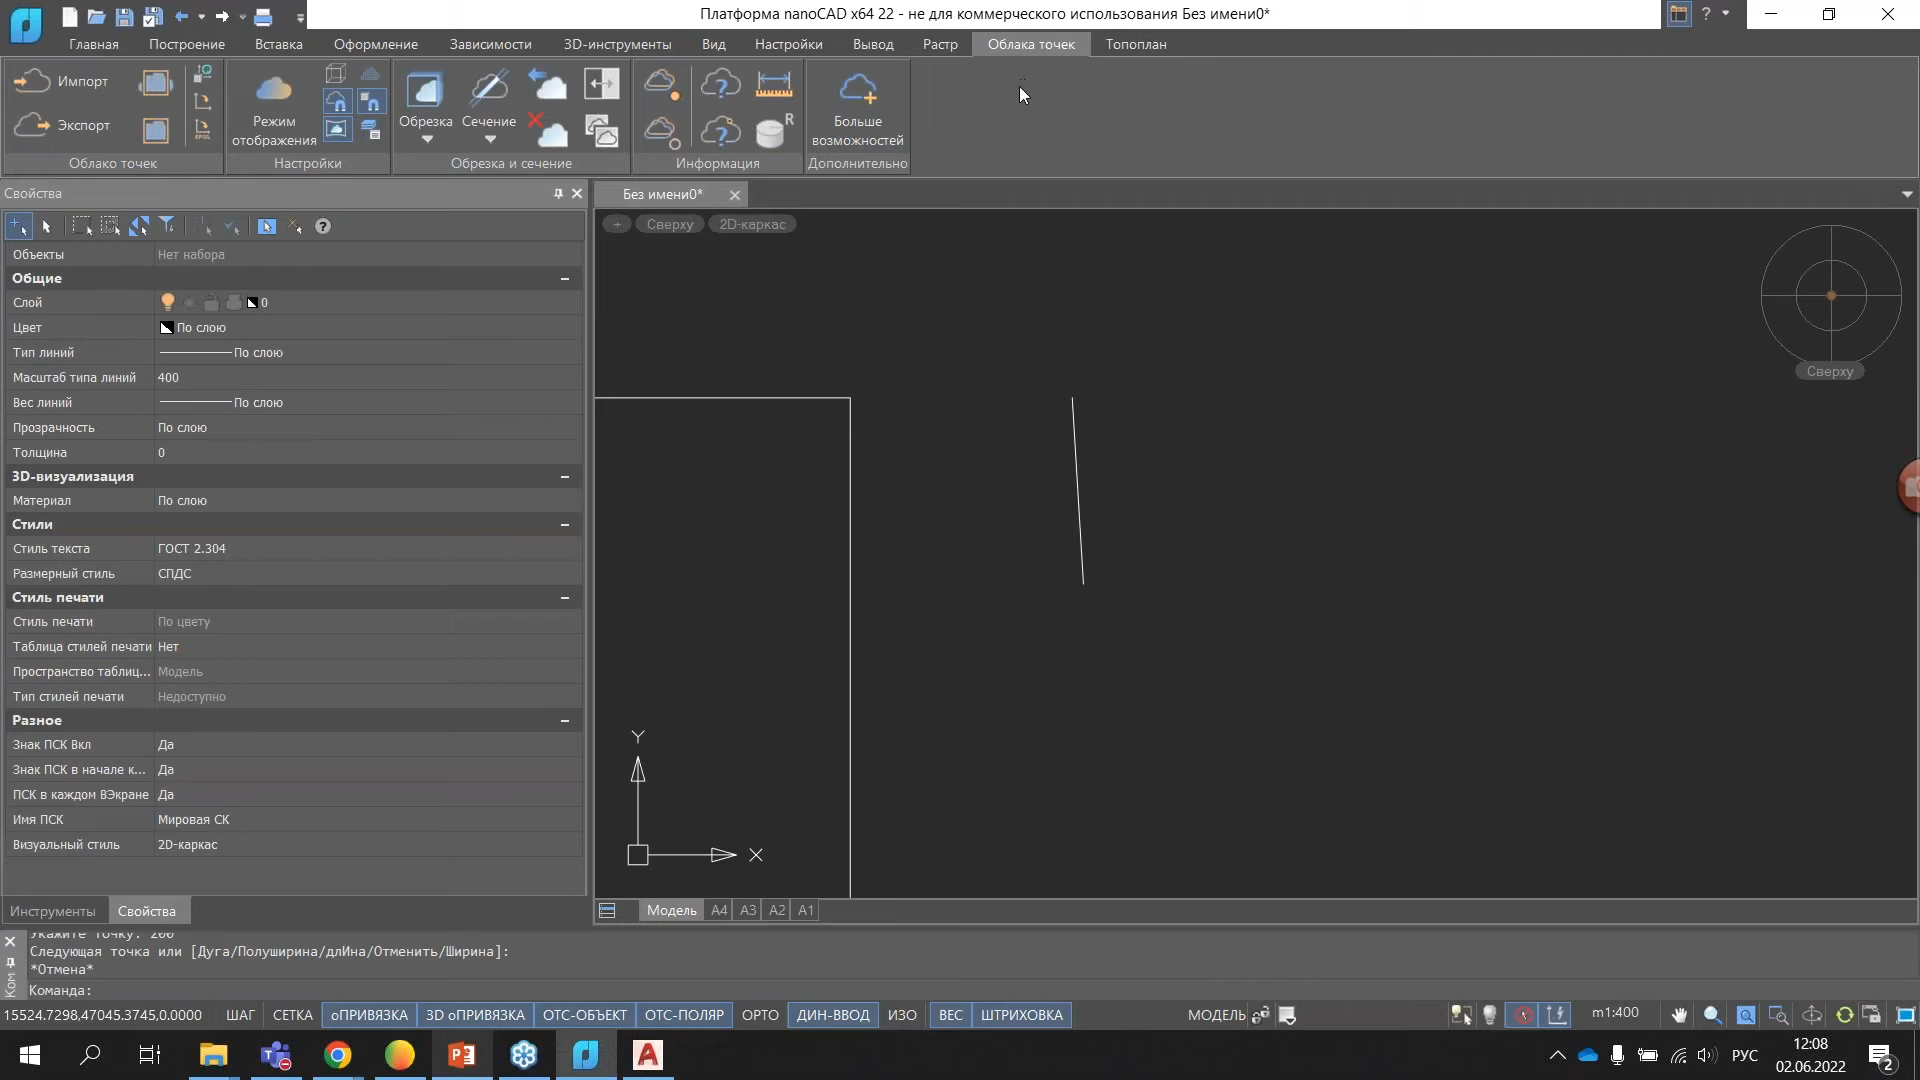 Платформа nanoCAD x64 22 - не для коммерческого использования Без имени0*
?
Главная Построение Вставка Оформление Зависимости 3D-инструменты Вид Настройки Вывод Растр Облака точек Топоплан
Импорт
Экспорт
Облако точек
Режим
отображения
Настройки
Обрезка
Сечение
Обрезка и сечение
Информация
Больше
возможностей
Дополнительно
Свойства
Без имени0*
+ Сверху 2D-каркас
Объекты Нет набора
Общие
Слой 0
Цвет По слою
Тип линий По слою
Масштаб типа линий 400
Вес линий По слою
Прозрачность По слою
Толщина 0
3D-визуализация
Материал По слою
Стили
Стиль текста ГОСТ 2.304
Размерный стиль СПДС
Стиль печати
Стиль печати По цвету
Таблица стилей печати Нет
Пространство таблиц... Модель
Тип стилей печати Недоступно
Разное
Знак ПСК Вкл Да
Знак ПСК в начале к... Да
ПСК в каждом ВЭкране Да
Имя ПСК Мировая СК
Визуальный стиль 2D-каркас
Сверху
Y
X
Инструменты Свойства
Модель A4 A3 A2 A1
Укажите точку: 200
Следующая точка или [Дуга/Полуширина/длИна/Отменить/Ширина]:
*Отмена*
Команда:
Ком
15524.7298,47045.3745,0.0000 ШАГ СЕТКА оПРИВЯЗКА 3D оПРИВЯЗКА ОТС-ОБЪЕКТ ОТС-ПОЛЯР ОРТО ДИН-ВВОД ИЗО ВЕС ШТРИХОВКА МОДЕЛЬ m1:400
РУС
12:08
02.06.2022
2